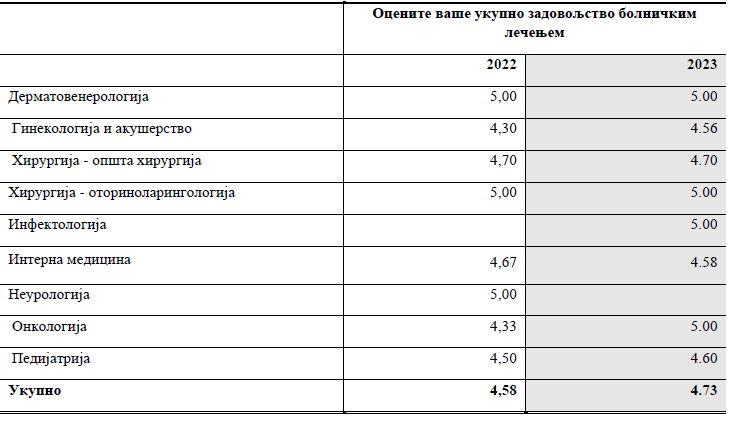 Оцените ваше укупно задовољство болничким
лечењем
2022 2023
Дерматовенерологија 5,00 5.00
Гинекологија и акушерство 4,30 4.56
Хирургија - општа хирургија 4,70 4.70
Хирургија - оториноларингологија 5,00 5.00
Инфектологија 5.00
Интерна медицина 4,67 4.58
Неурологија 5,00
Онкологија 4,33 5.00
Педијатрија 4,50 4.60
Укупно 4,58 4.73